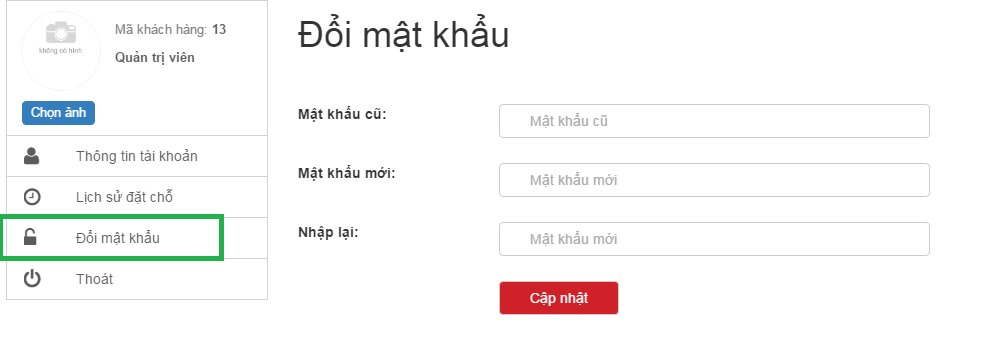 không có hình
Mã khách hàng: 13
Quản trị viên
Chọn ảnh
Thông tin tài khoản
Lịch sử đặt chỗ
Đổi mật khẩu
Thoát
Đổi mật khẩu
Mật khẩu cũ:
Mật khẩu cũ
Mật khẩu mới:
Mật khẩu mới
Nhập lại:
Mật khẩu mới
Cập nhật